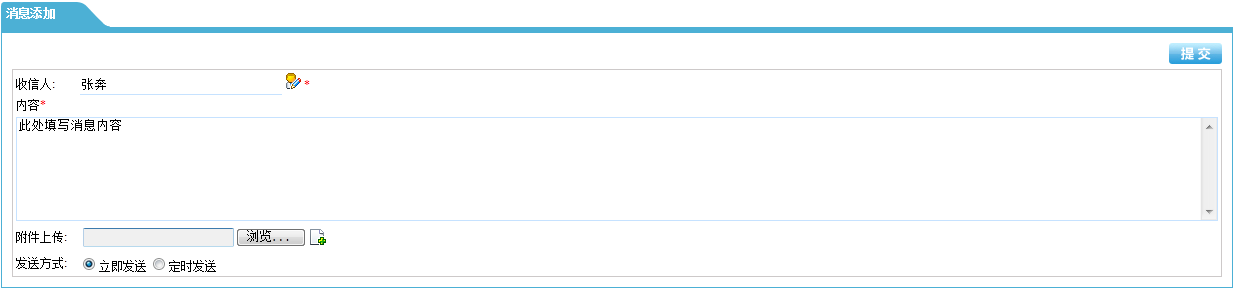 消息添加
提交
收信人: 张奔 *
内容*
此处填写消息内容
附件上传: 浏览...
发送方式: 立即发送 定时发送